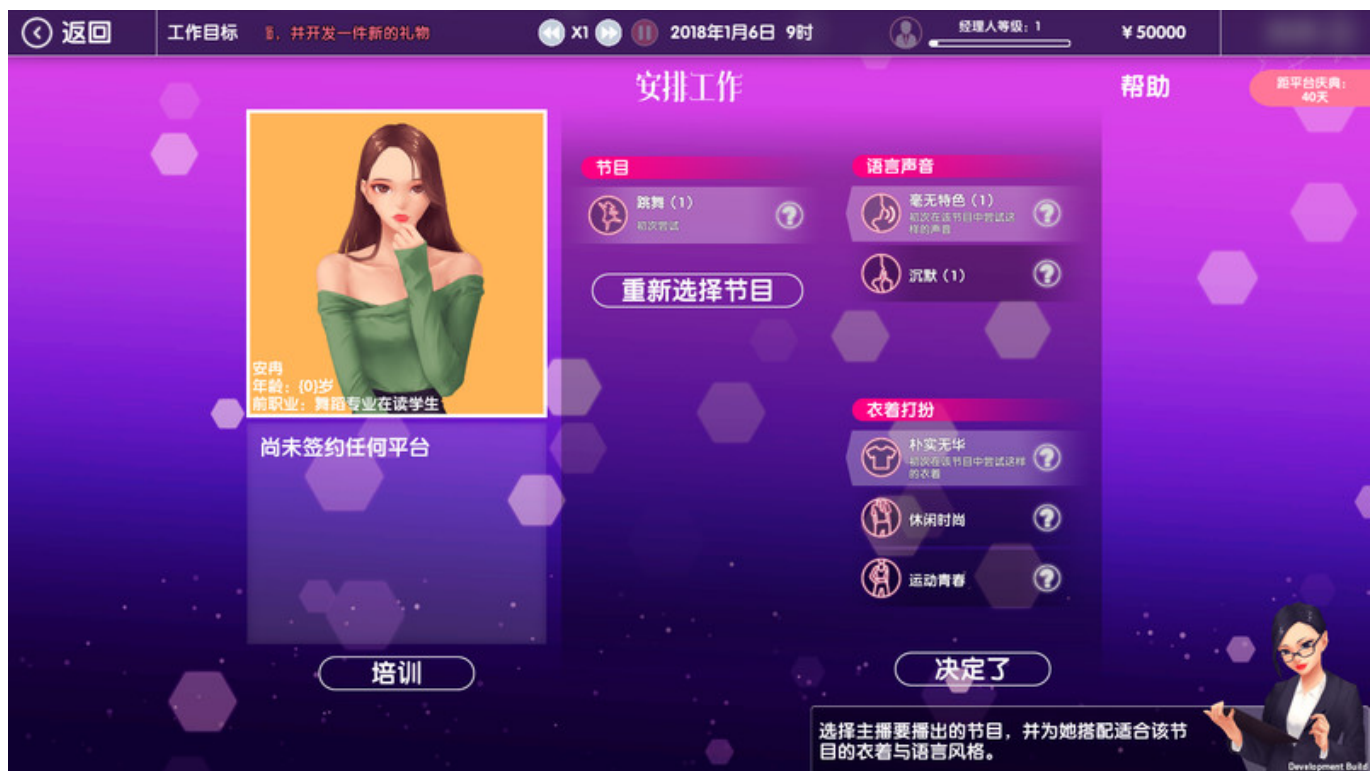 返回
工作目标
，并开发一件新的礼物
X1
2018年1月6日 9时
经理人等级：1
¥50000
安排工作
帮助
距平台庆典：
40天
节目
跳舞（1）
初次尝试
重新选择节目
语言声音
毫无特色（1）
初次在该节目中尝试这
样的声音
沉默（1）
安冉
年龄：{0}岁
前职业：舞蹈专业在读学生
尚未签约任何平台
衣着打扮
朴实无华
初次在该节目中尝试这样
的衣着
休闲时尚
运动青春
培训
决定了
选择主播要播出的节目，并为她搭配适合该节
目的衣着与语言风格。
Development Build